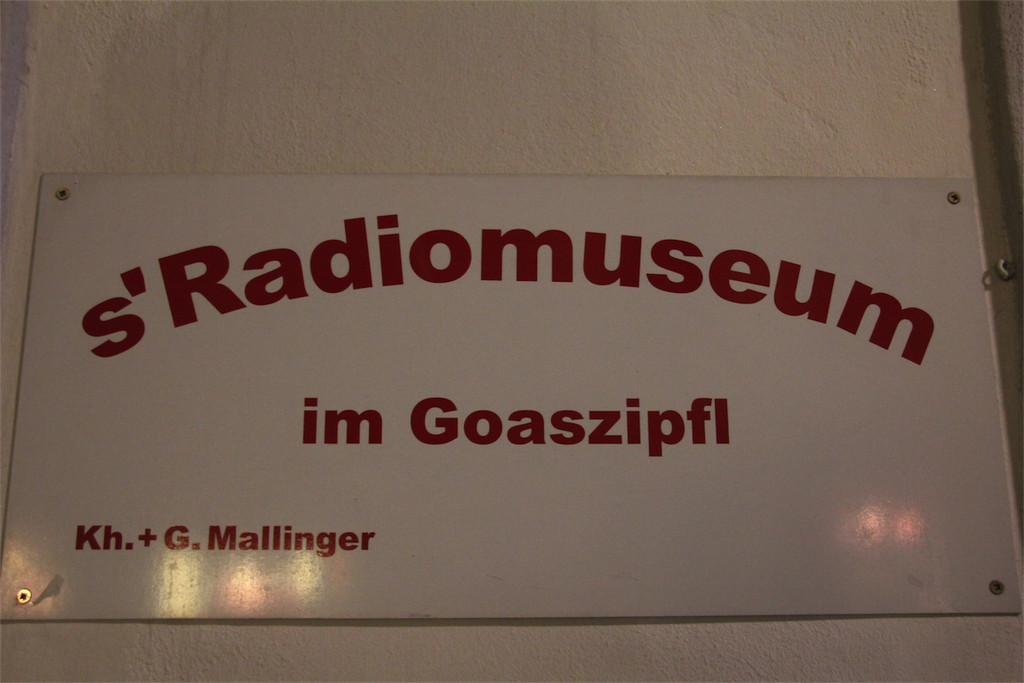 s'Radiomuseum
im Goaszipfl
Kh.+ G. Mallinger